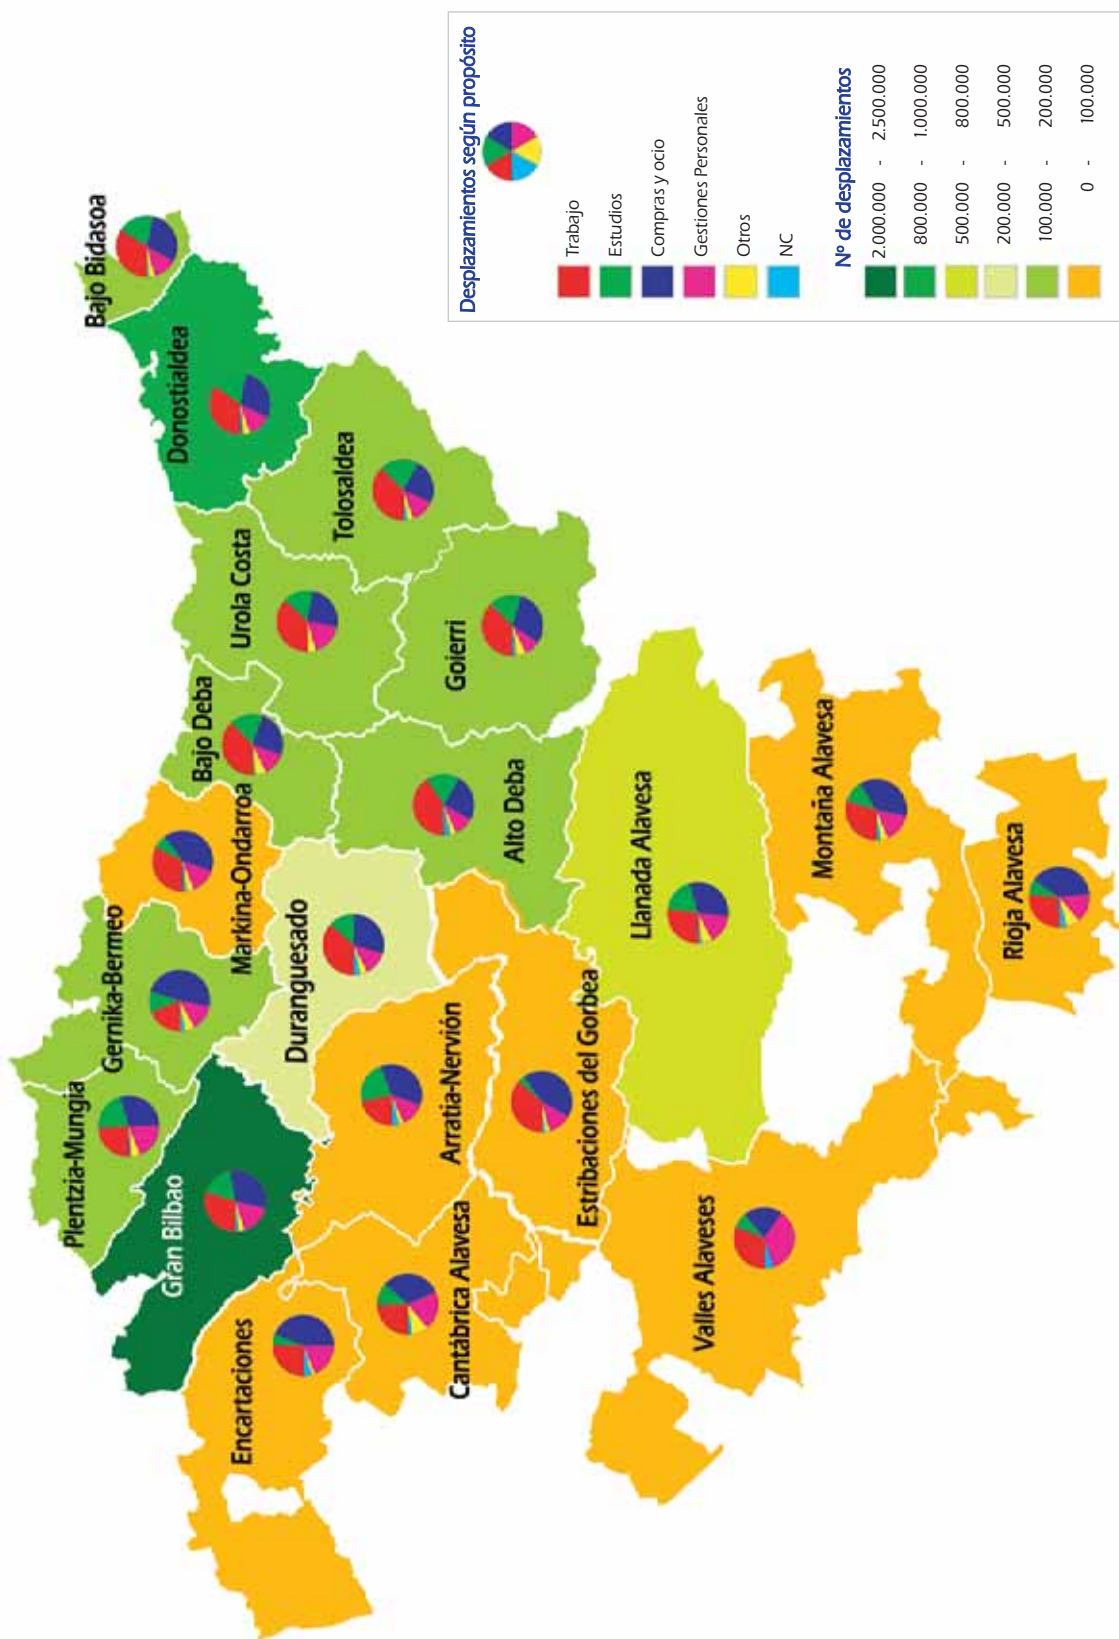 Bajo Bidasoa
Donostialdea
Tolosaldea
Urola Costa
Goierri
Bajo Deba
Alto Deba
Markina-Ondarroa
Gernika-Bermeo
Duranguesado
Plentzia-Mungia
Gran Bilbao
Arratia-Nervión
Encartaciones
Cantábrica Alavesa
Estribaciones del Gorbea
Llanada Alavesa
Montaña Alavesa
Rioja Alavesa
Valles Alaveses
Desplazamientos según propósito
Trabajo
Estudios
Compras y ocio
Gestiones Personales
Otros
NC
Nº de desplazamientos
2.000.000 - 2.500.000
800.000 - 1.000.000
500.000 - 800.000
200.000 - 500.000
100.000 - 200.000
0 - 100.000